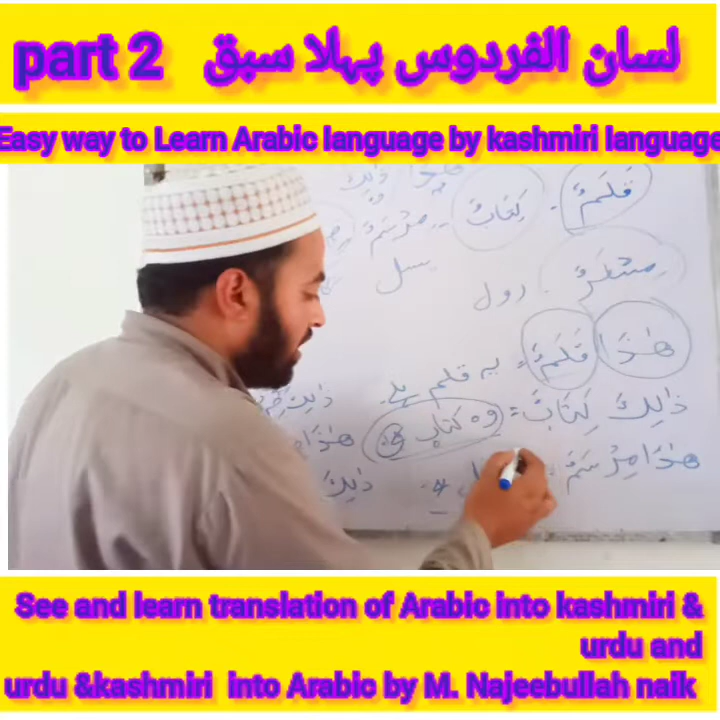 part 2 لسان الفردوس پہلا سبق
Easy way to Learn Arabic language by kashmiri language
هٰذَا ذٰلِكَ
قَلَمٌ ۔ كِتَابٌ ۔ مِرْسَمٌ
مِسْطَرٌ ۔ رول پنسل
هٰذَا قَلَمٌ = یہ قلم ہے۔
ذٰلِكَ كِتَابٌ = وہ کتاب ہے هٰذَا
هٰذَا مِرْسَمٌ ذٰلِكَ
See and learn translation of Arabic into kashmiri &
urdu and
urdu &kashmiri into Arabic by M. Najeebullah naik